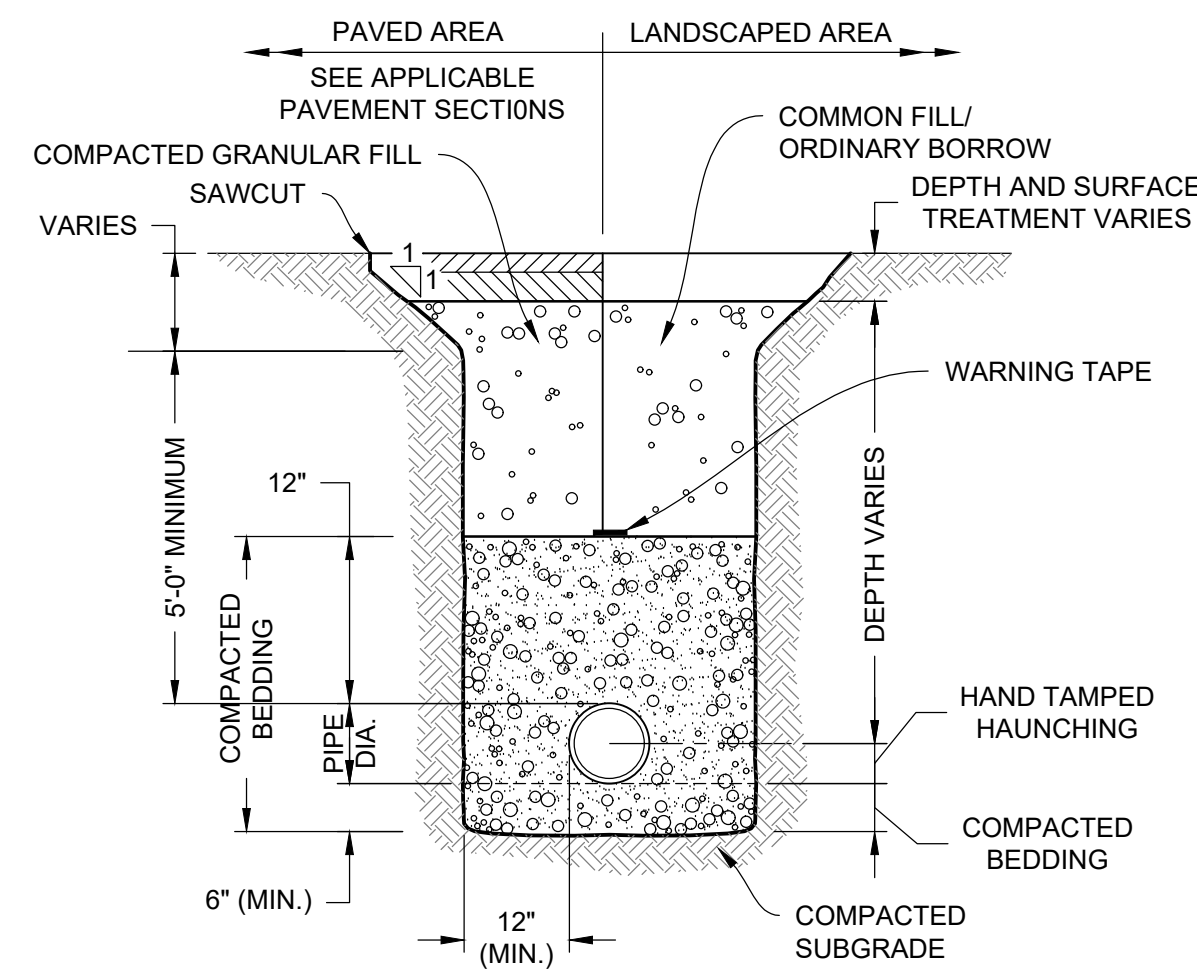 PAVED AREA
LANDSCAPED AREA
SEE APPLICABLE
PAVEMENT SECTI0NS
COMMON FILL/
ORDINARY BORROW
COMPACTED GRANULAR FILL
SAWCUT
DEPTH AND SURFACE
TREATMENT VARIES
VARIES
1
1
WARNING TAPE
5'-0" MINIMUM
12"
DEPTH VARIES
COMPACTED
BEDDING
PIPE
DIA.
HAND TAMPED
HAUNCHING
COMPACTED
BEDDING
6" (MIN.)
12"
(MIN.)
COMPACTED
SUBGRADE